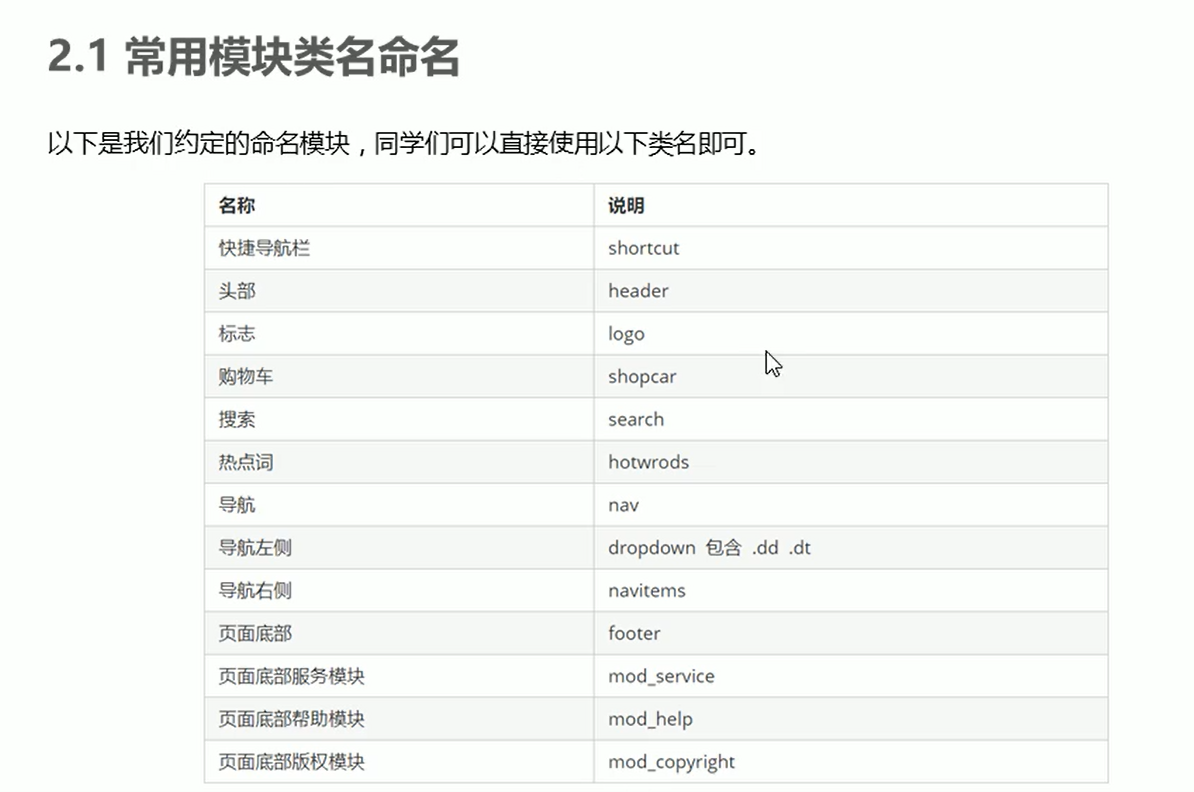 2.1 常用模块类名命名
以下是我们约定的命名模块，同学们可以直接使用以下类名即可。
名称 说明
快捷导航栏 shortcut
头部 header
标志 logo
购物车 shopcar
搜索 search
热点词 hotwrods
导航 nav
导航左侧 dropdown 包含 .dd .dt
导航右侧 navitems
页面底部 footer
页面底部服务模块 mod_service
页面底部帮助模块 mod_help
页面底部版权模块 mod_copyright